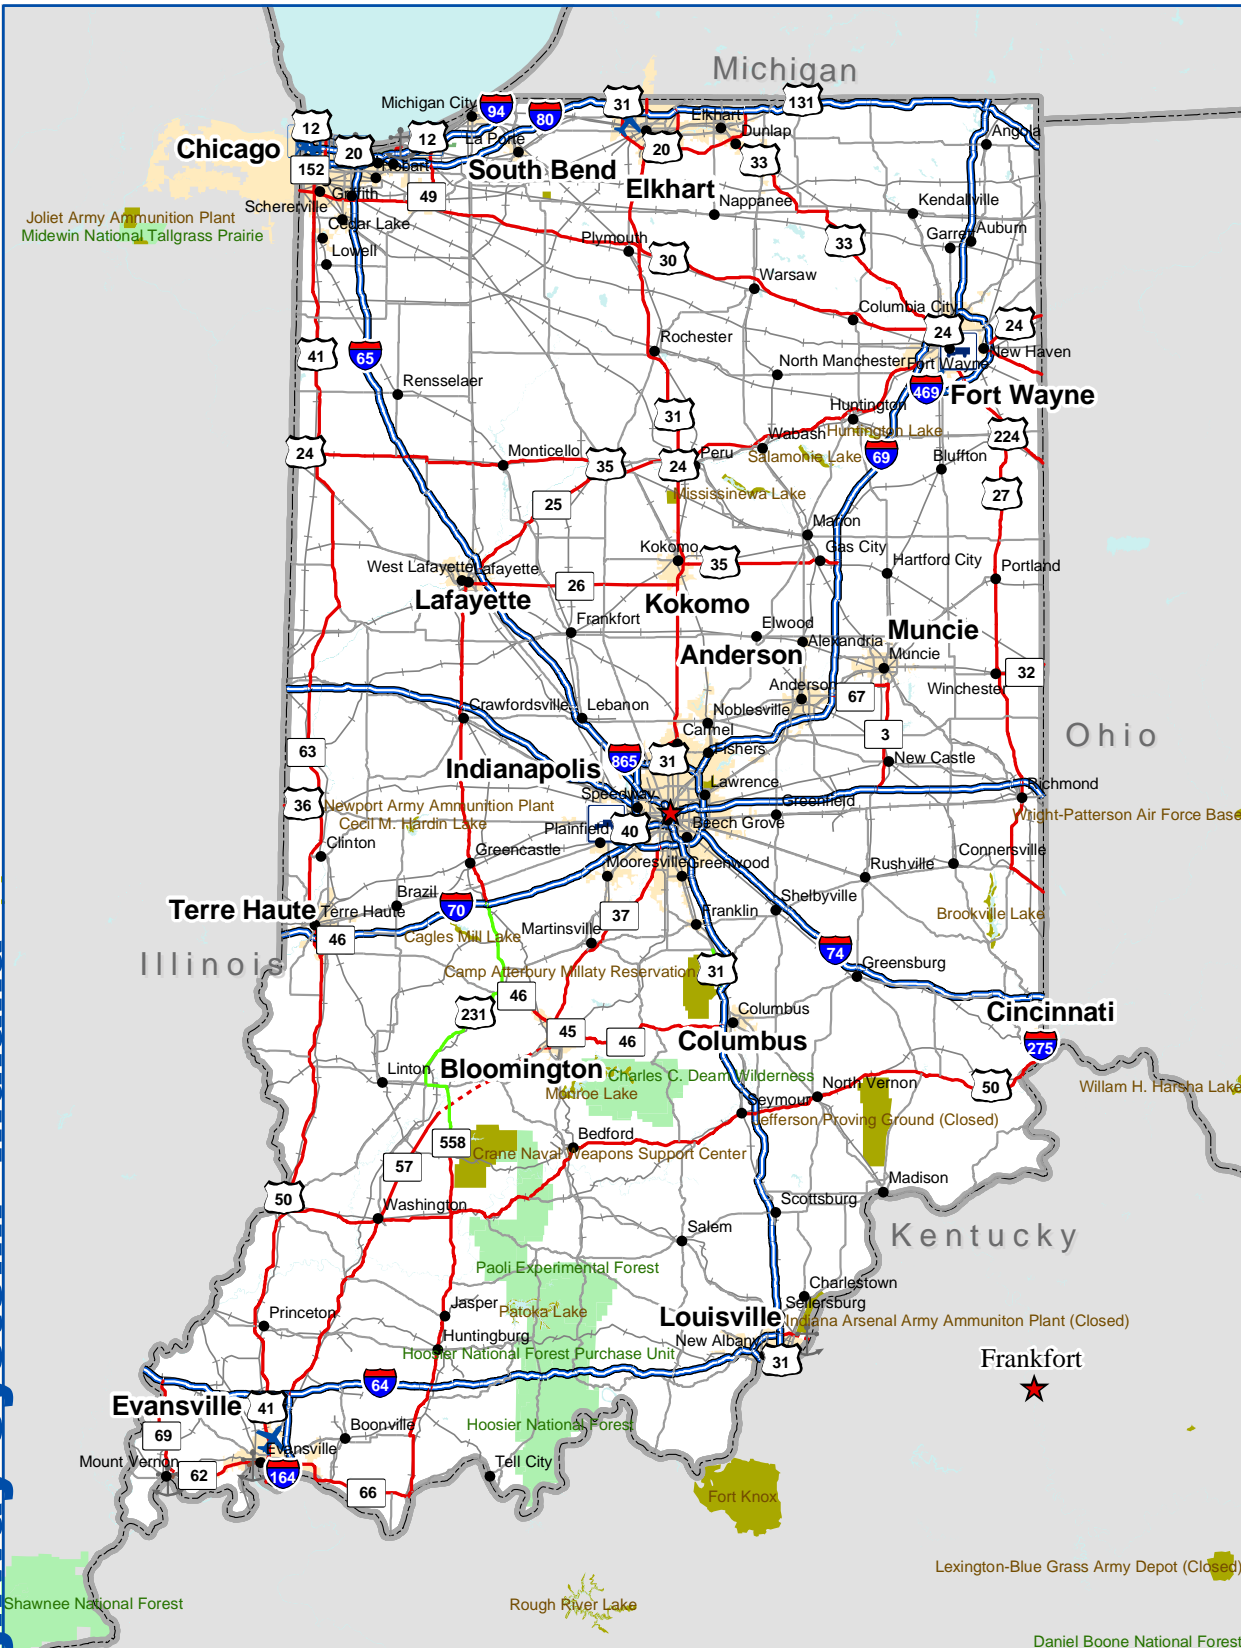 Michigan
Michigan City
94
80
31
131
12
12
Elkhart
Dunlap
Angola
Chicago
20
La Porte
20
33
152
Hobart
South Bend
Elkhart
Griffith
49
Schererville
Nappanee
Kendallville
Joliet Army Ammunition Plant
Cedar Lake
Midewin National Tallgrass Prairie
Plymouth
33
Garret
Auburn
Lowell
30
Warsaw
Columbia City
24
24
41
65
Rochester
New Haven
North Manchester
Fort Wayne
Rensselaer
469
Fort Wayne
31
Huntington
Huntington Lake
224
24
Monticello
35
24
Peru
Wabash
Salamonie Lake
69
Bluffton
25
Mississinewa Lake
27
Marion
Kokomo
35
Gas City
West Lafayette
Lafayette
26
Hartford City
Portland
Lafayette
Kokomo
Frankfort
Elwood
Alexandria
Muncie
Anderson
Muncie
Anderson
67
Winchester
32
Crawfordsville
Lebanon
Noblesville
Carmel
3
Ohio
63
865
31
Fishers
New Castle
Indianapolis
Lawrence
Richmond
36
Newport Army Ammunition Plant
Speedway
Greenfield
Wright-Patterson Air Force Base
Cecil M. Hardin Lake
Plainfield
40
Beech Grove
Clinton
Greencastle
Mooresville
Greenwood
Rushville
Connersville
Brazil
70
Shelbyville
Terre Haute
Terre Haute
37
Franklin
Brookville Lake
46
Cagles Mill Lake
Martinsville
74
Illinois
Camp Atterbury Millaty Reservation
31
Greensburg
46
231
Columbus
Cincinnati
45
46
Columbus
275
Linton
Bloomington
Charles C. Deam Wilderness
North Vernon
50
Willam H. Harsha Lake
Monroe Lake
Seymour
Jefferson Proving Ground (Closed)
558
Bedford
57
Crane Naval Weapons Support Center
50
Washington
Madison
Scottsburg
Salem
Kentucky
Paoli Experimental Forest
Charlestown
Princeton
Jasper
Patoka Lake
Sellersburg
Louisville
Indiana Arsenal Army Ammuniton Plant (Closed)
Huntingburg
New Albany
Hoosier National Forest Purchase Unit
31
Frankfort
64
Evansville
41
Hoosier National Forest
69
Boonville
Evansville
Mount Vernon
62
164
Tell City
66
Fort Knox
Lexington-Blue Grass Army Depot (Closed)
Shawnee National Forest
Rough River Lake
Daniel Boone National Forest